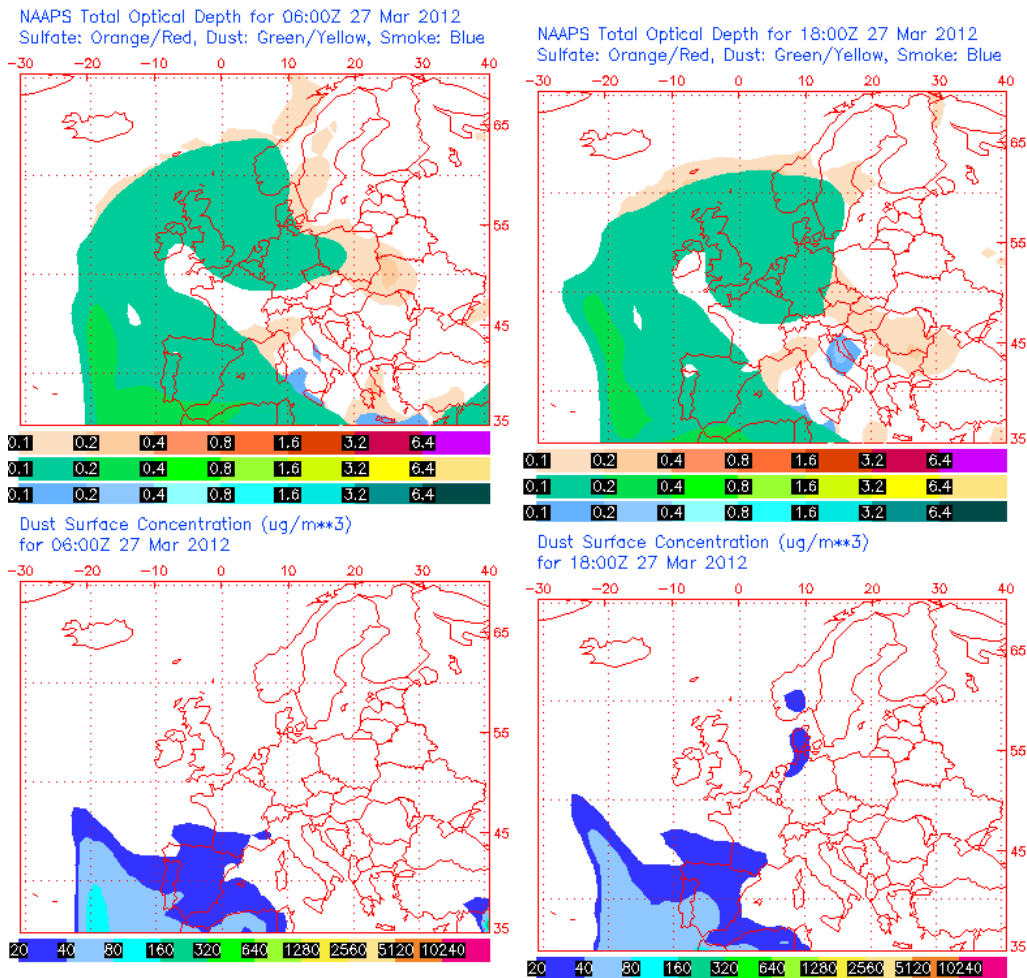 NAAPS Total Optical Depth for 06:00Z 27 Mar 2012
Sulfate: Orange/Red, Dust: Green/Yellow, Smoke: Blue
-20 -10 0 10 20 30 40
65
55
45
35
0.1 0.2 0.4 0.8 1.6 3.2 6.4
0.1 0.2 0.4 0.8 1.6 3.2 6.4
0.1 0.2 0.4 0.8 1.6 3.2 6.4
NAAPS Total Optical Depth for 18:00Z 27 Mar 2012
Sulfate: Orange/Red, Dust: Green/Yellow, Smoke: Blue
-20 -10 0 10 20 30 40
65
55
45
35
0.1 0.2 0.4 0.8 1.6 3.2 6.4
0.1 0.2 0.4 0.8 1.6 3.2 6.4
0.1 0.2 0.4 0.8 1.6 3.2 6.4
Dust Surface Concentration (ug/m**3)
for 06:00Z 27 Mar 2012
-20 -10 0 10 20 30 40
65
55
45
35
20 40 80 160 320 640 1280 2560 5120 10240
Dust Surface Concentration (ug/m**3)
for 18:00Z 27 Mar 2012
-20 -10 0 10 20 30 40
65
55
45
35
20 40 80 160 320 640 1280 2560 5120 10240